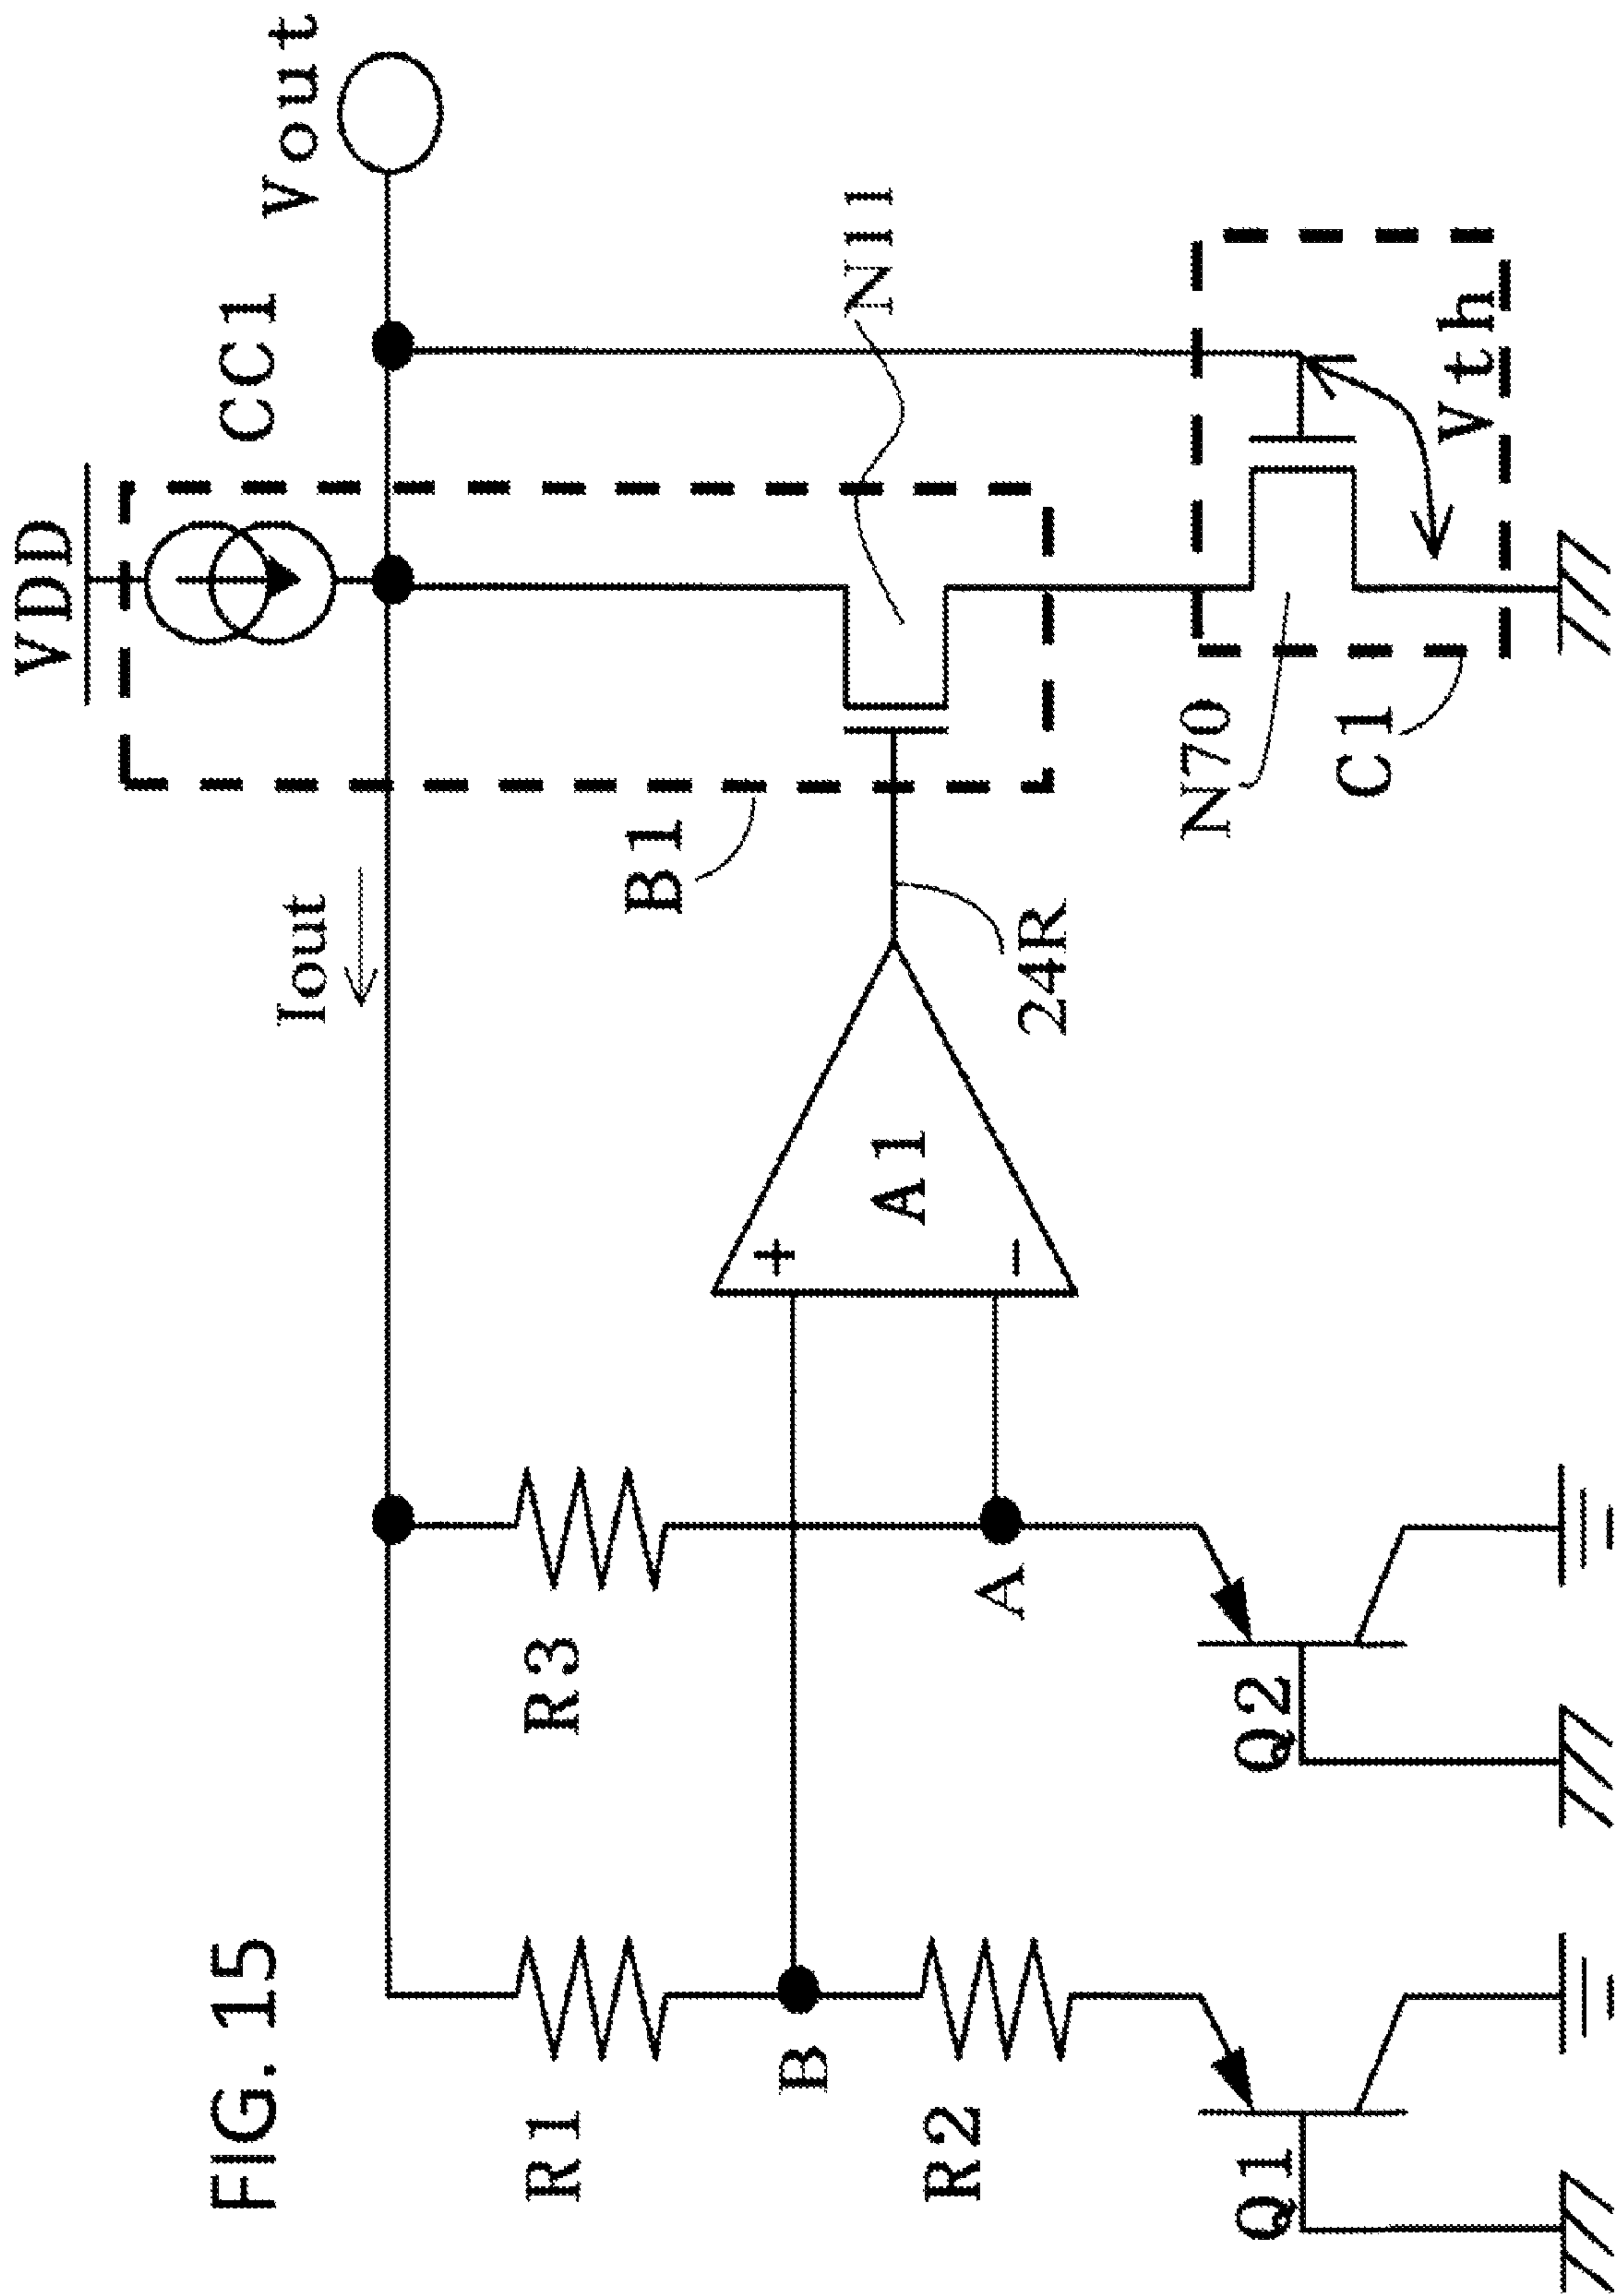 FIG. 15
VDD
CC1
Vout
Iout
R1
R3
B1
N11
B
+
A1
−
24R
A
R2
N70
Q1
Q2
C1
Vth